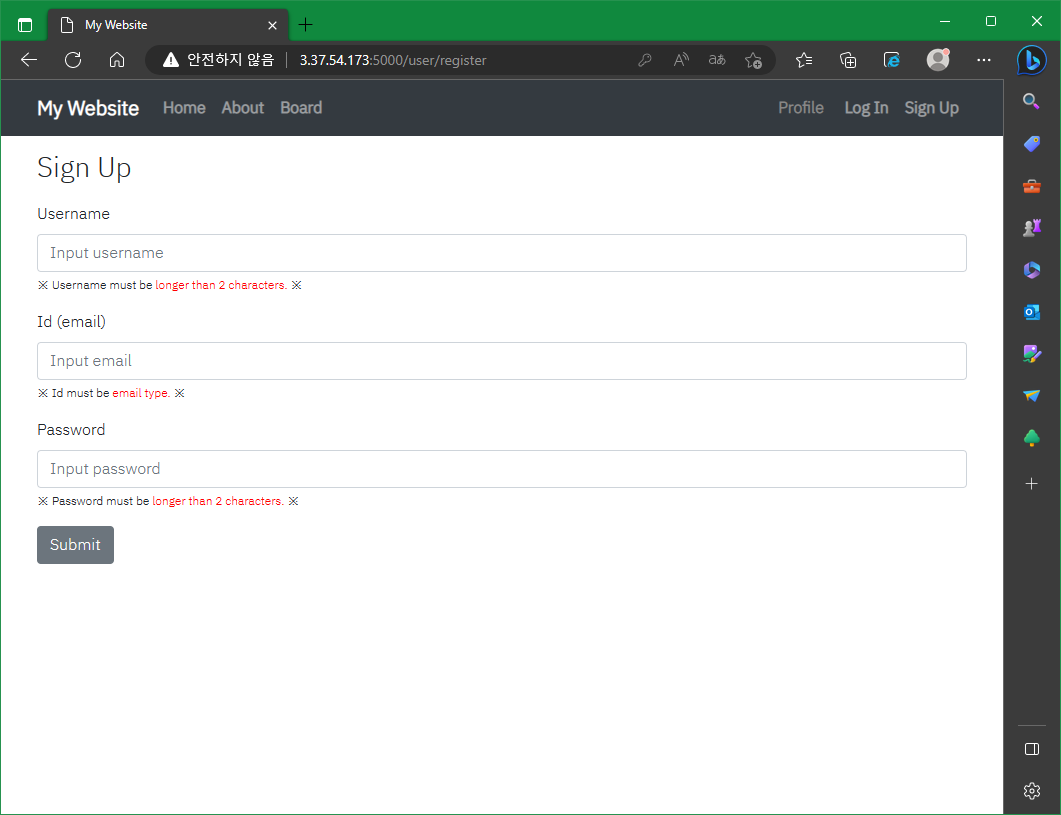 My Website
안전하지 않음 3.37.54.173:5000/user/register
My Website Home About Board Profile Log In Sign Up
Sign Up
Username
Input username
※ Username must be longer than 2 characters. ※
Id (email)
Input email
※ Id must be email type. ※
Password
Input password
※ Password must be longer than 2 characters. ※
Submit